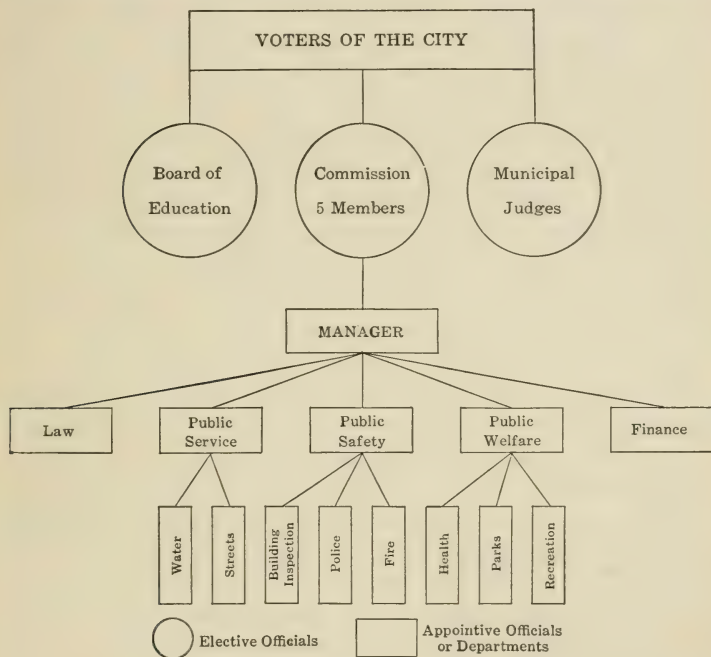 VOTERS OF THE CITY
Board of
Education
Commission
5 Members
Municipal
Judges
MANAGER
Law
Public
Service
Public
Safety
Public
Welfare
Finance
Water
Streets
Building
Inspection
Police
Fire
Health
Parks
Recreation
Elective Officials
Appointive Officials
or Departments